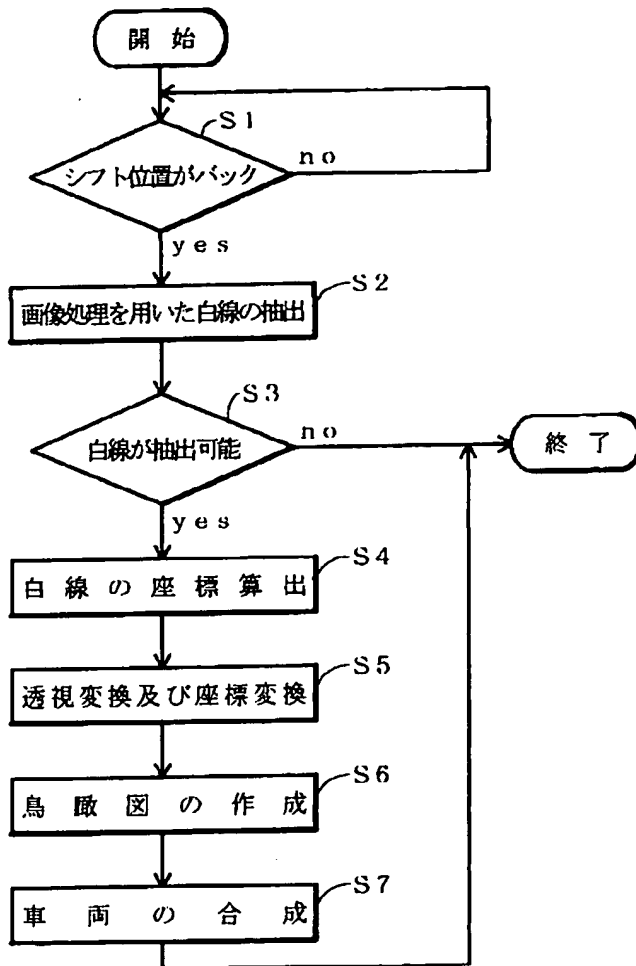 開始
S1
シフト位置がバック
no
yes
S2
画像処理を用いた白線の抽出
S3
白線が抽出可能
no
終了
yes
S4
白線の座標算出
S5
透視変換及び座標変換
S6
鳥瞰図の作成
S7
車両の合成